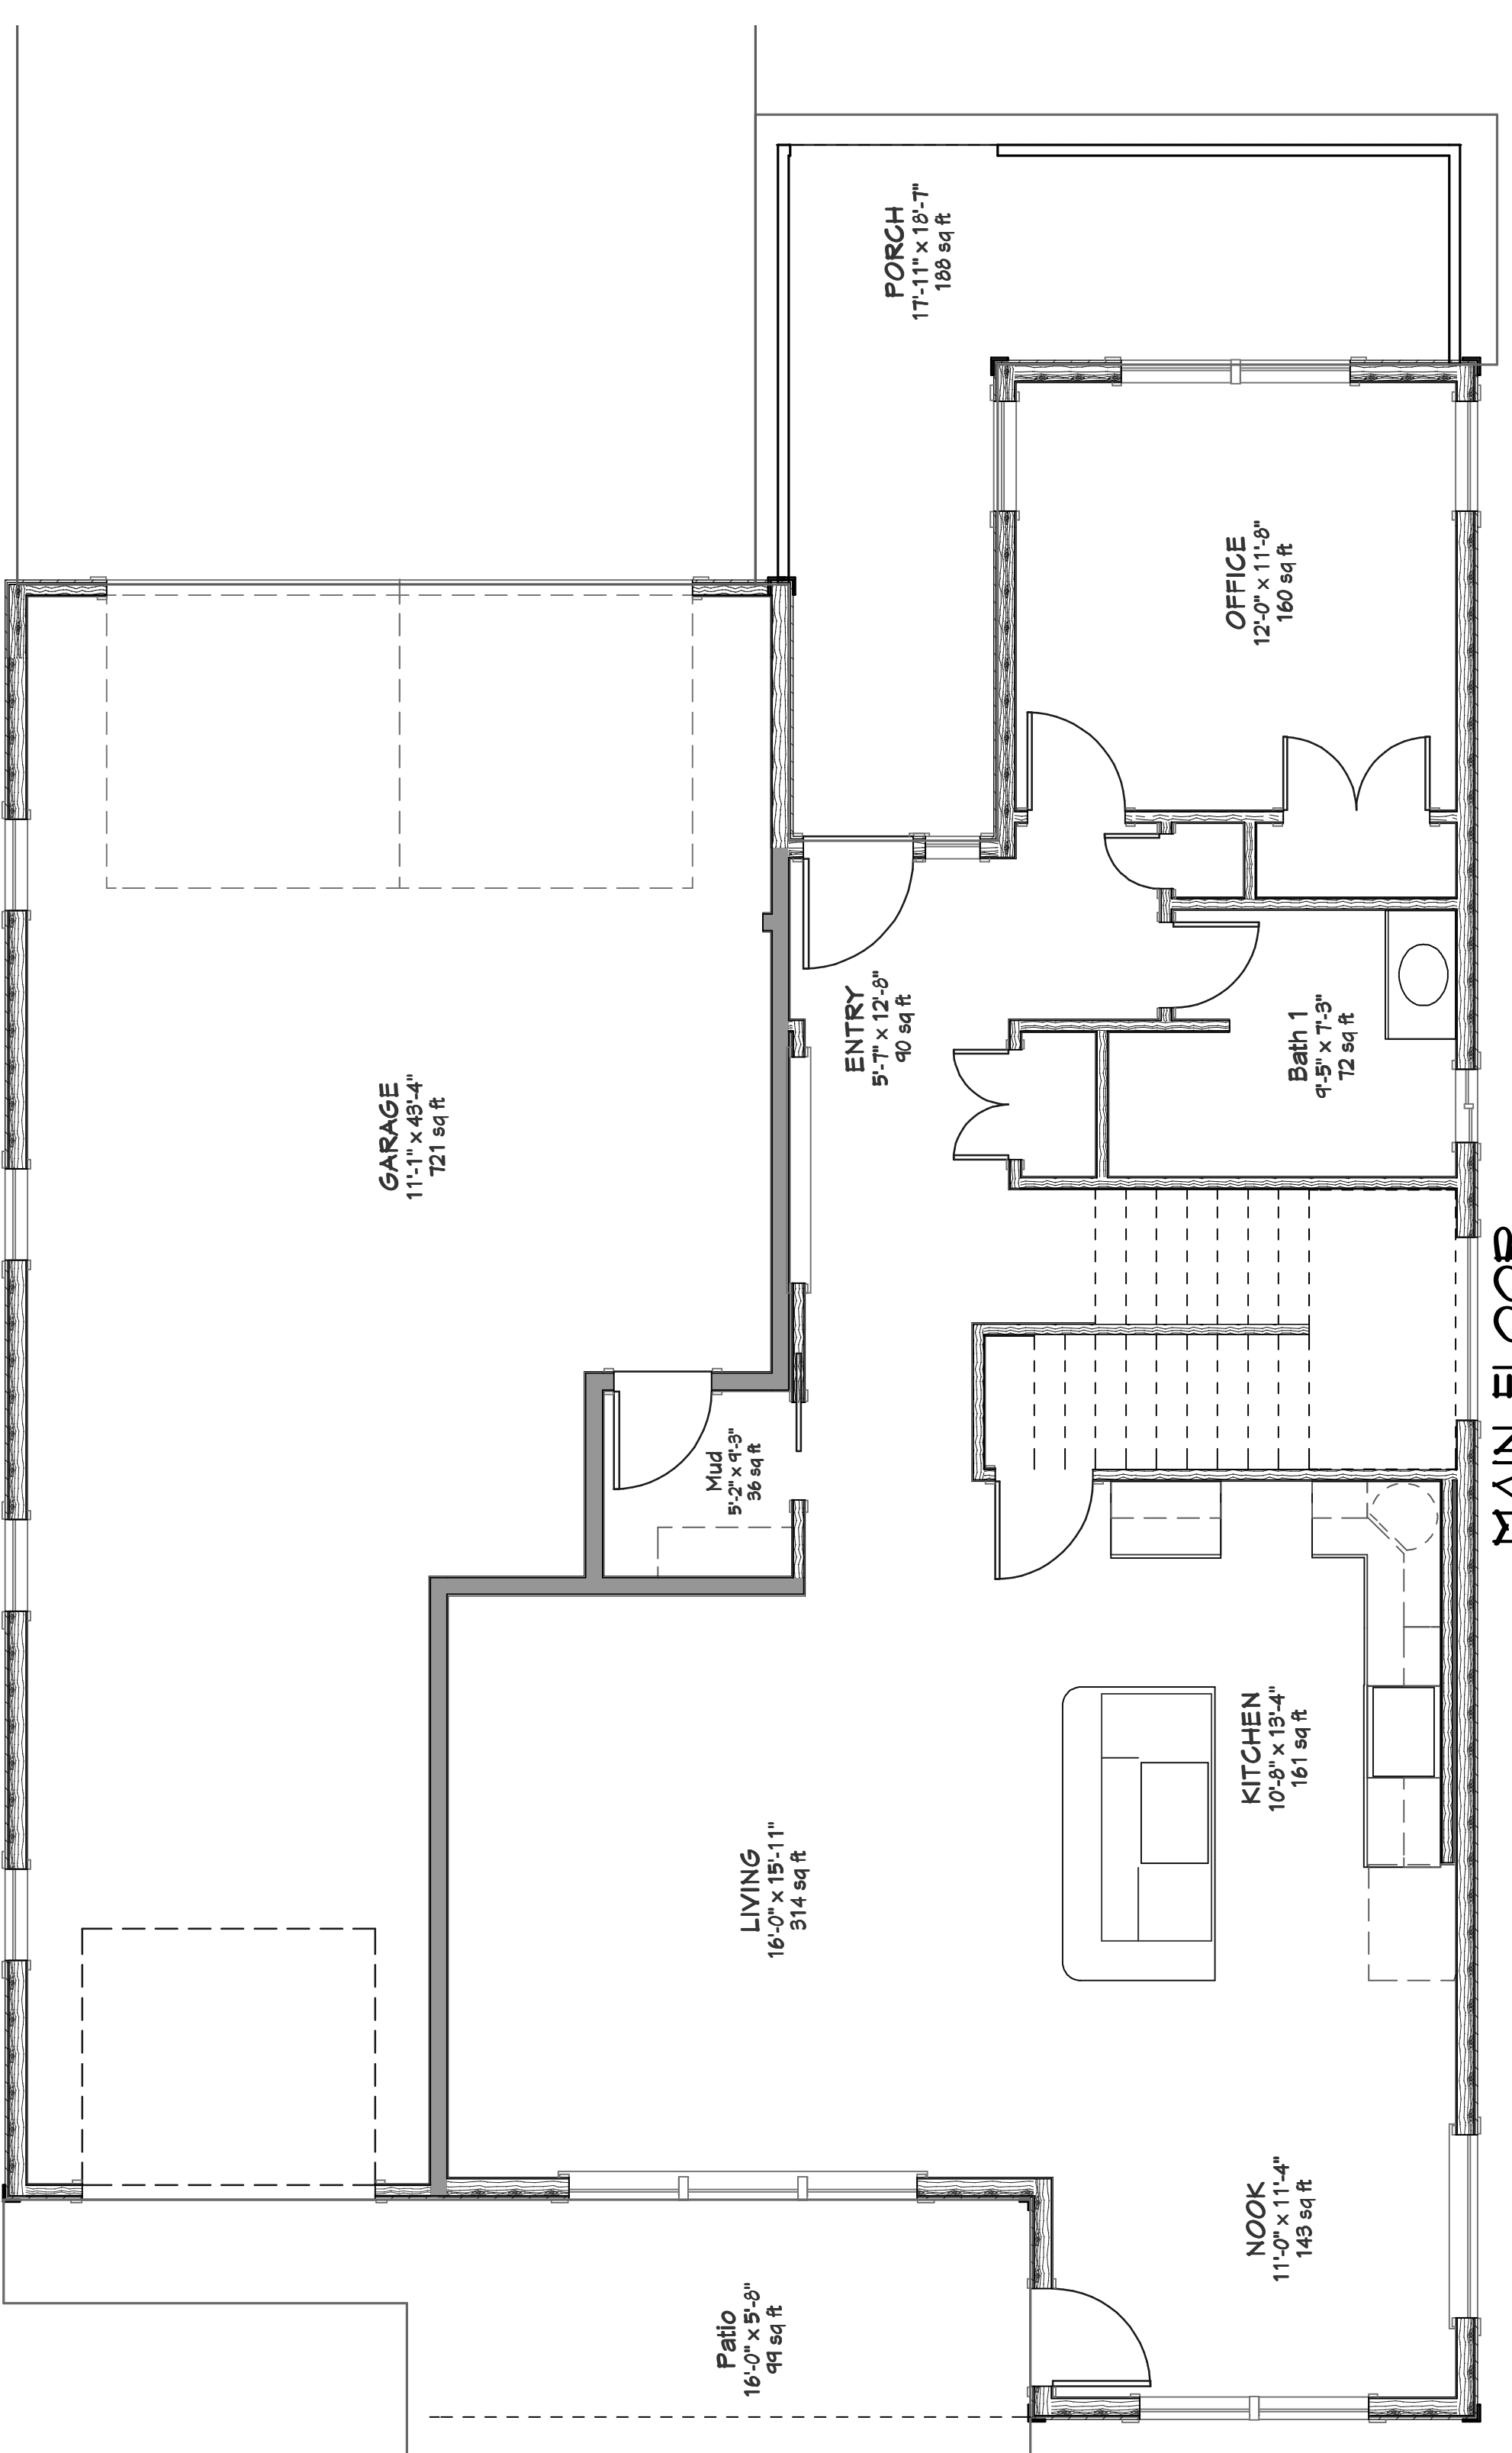 PORCH
17'-11" x 18'-7"
188 sq ft
OFFICE
12'-0" x 11'-8"
160 sq ft
ENTRY
5'-7" x 12'-8"
90 sq ft
Bath 1
9'-5" x 7'-3"
72 sq ft
GARAGE
11'-1" x 43'-4"
721 sq ft
Mud
5'-2" x 9'-3"
36 sq ft
MAIN FLOOR
KITCHEN
10'-8" x 13'-4"
161 sq ft
LIVING
16'-0" x 15'-11"
314 sq ft
NOOK
11'-0" x 11'-4"
143 sq ft
Patio
16'-0" x 5'-8"
99 sq ft